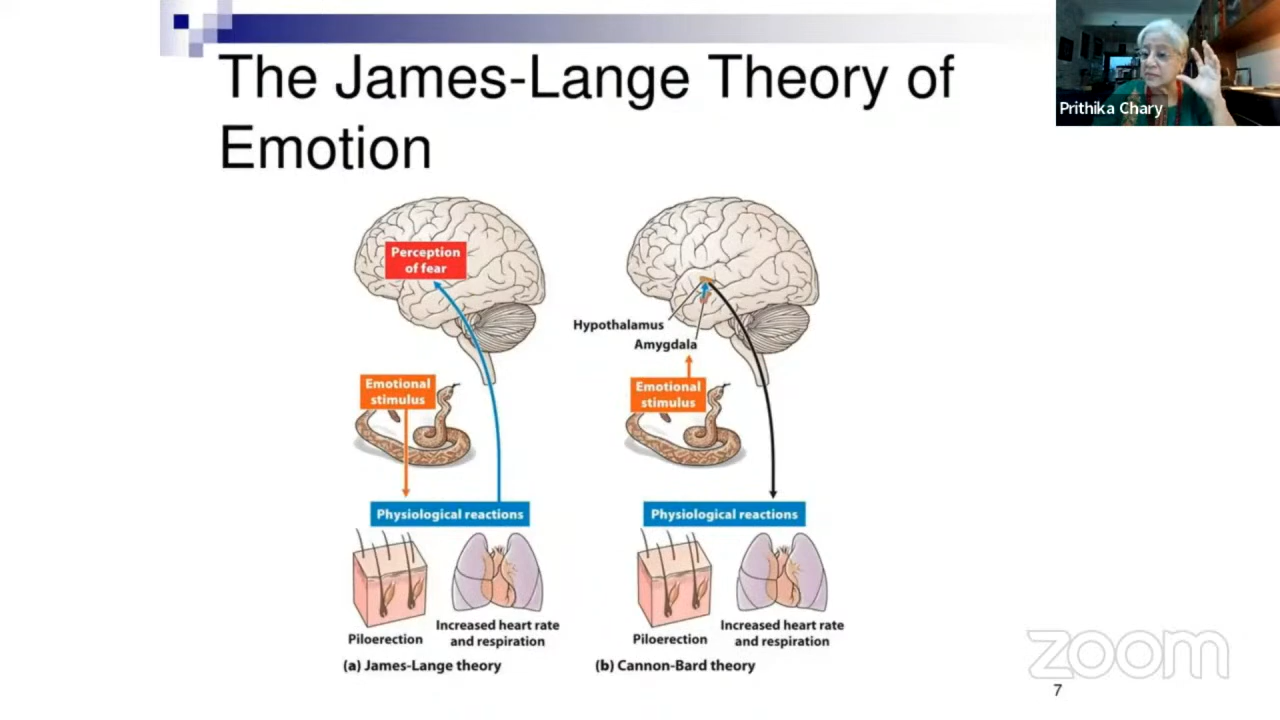 The James-Lange Theory of
Emotion
Prithika Chary
Perception
of fear
Emotional
stimulus
Physiological reactions
Piloerection
Increased heart rate
and respiration
(a) James-Lange theory
Hypothalamus
Amygdala
Emotional
stimulus
Physiological reactions
Piloerection
Increased heart rate
and respiration
(b) Cannon-Bard theory
zoom
7